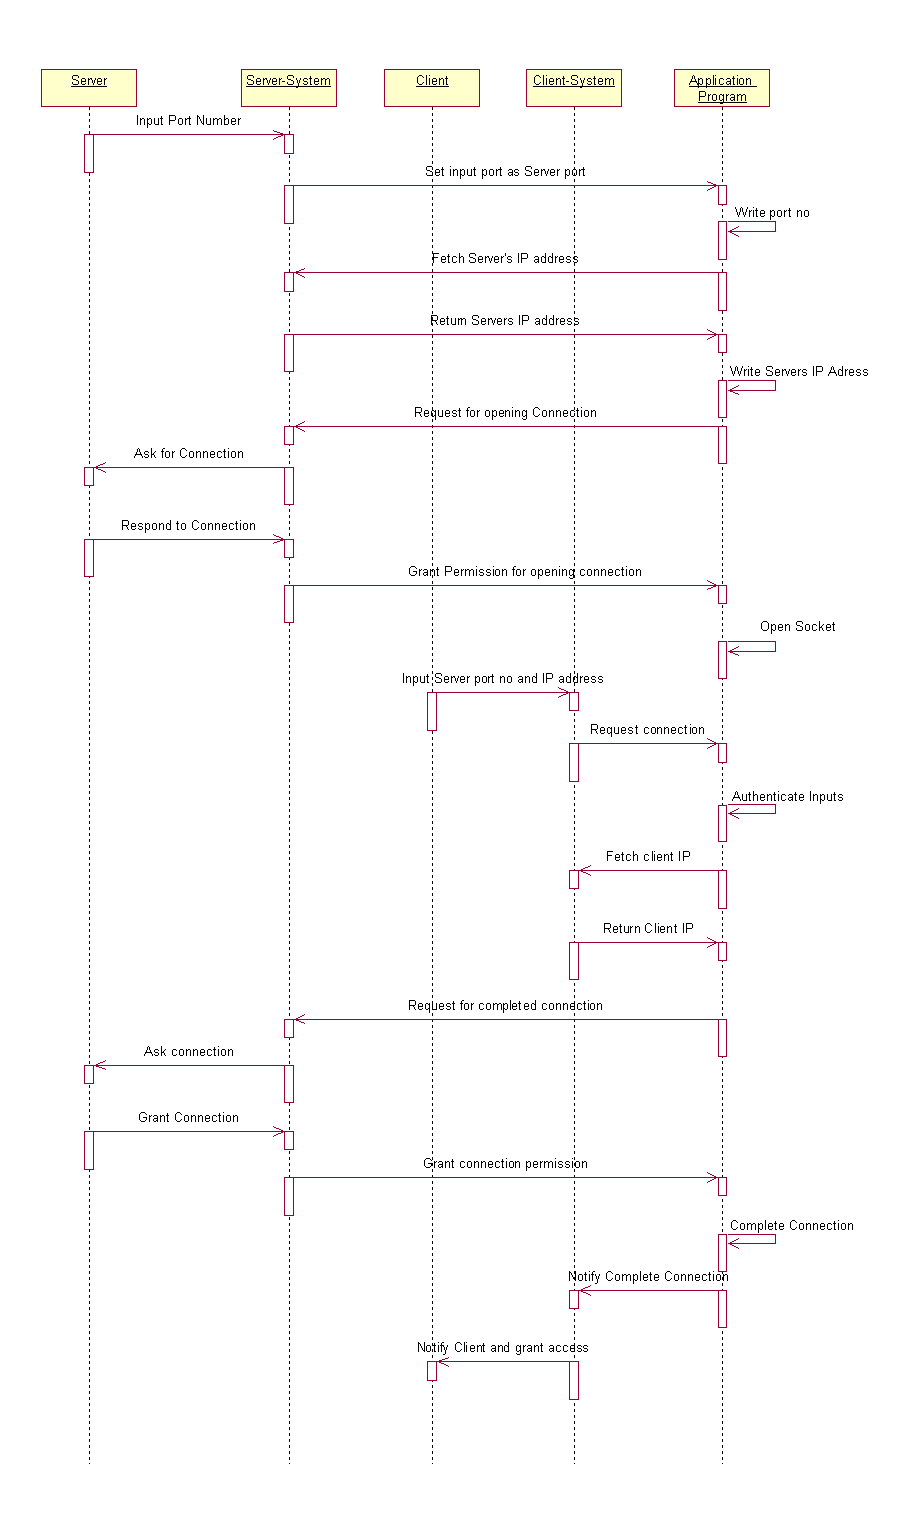 Server
Server-System
Client
Client-System
Application
Program
Input Port Number
Set input port as Server port
Write port no
Fetch Server's IP address
Return Servers IP address
Write Servers IP Adress
Request for opening Connection
Ask for Connection
Respond to Connection
Grant Permission for opening connection
Open Socket
Input Server port no and IP address
Request connection
Authenticate Inputs
Fetch client IP
Return Client IP
Request for completed connection
Ask connection
Grant Connection
Grant connection permission
Complete Connection
Notify Complete Connection
Notify Client and grant access